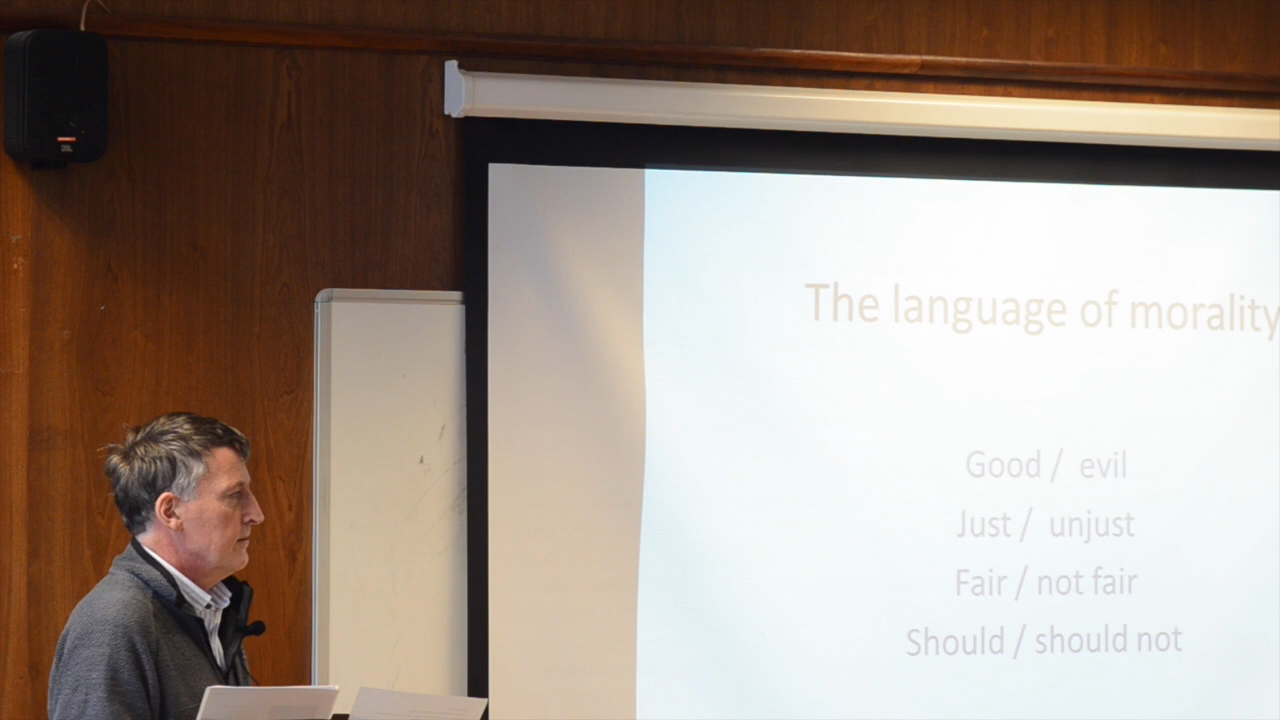 The language of morality
Good / evil
Just / unjust
Fair / not fair
Should / should not